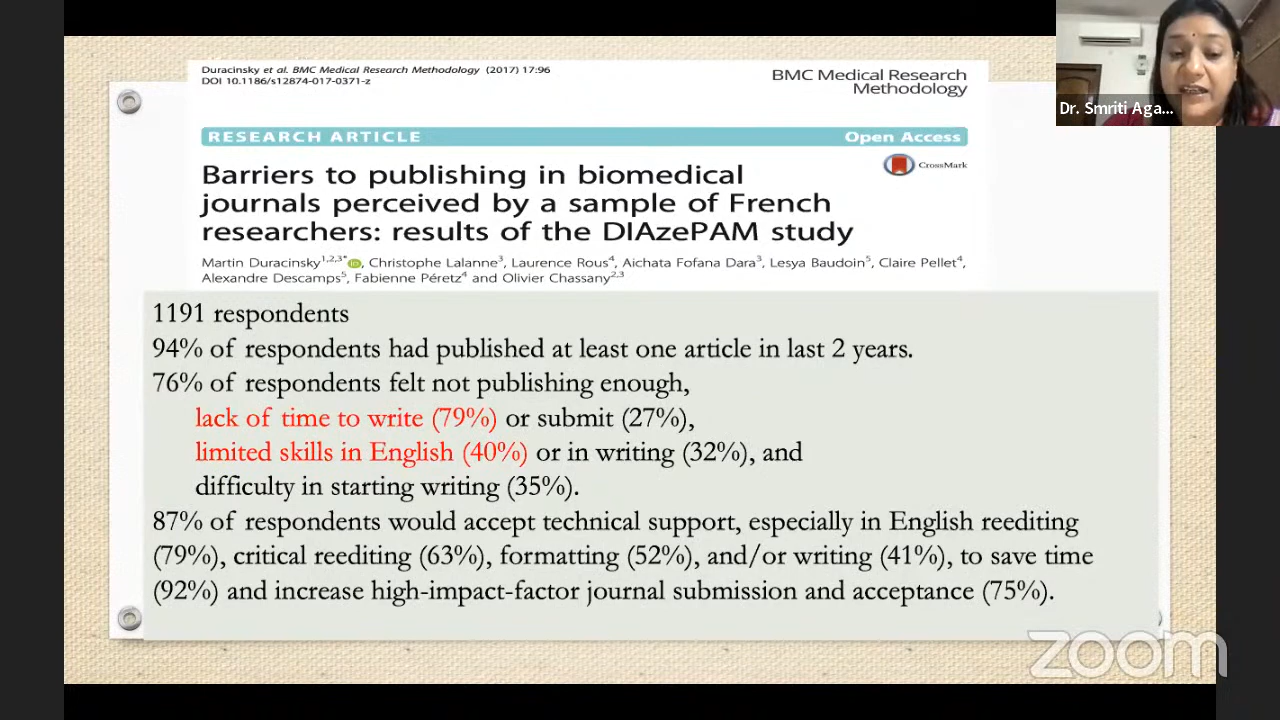 Duracinsky et al. BMC Medical Research Methodology (2017) 17:96
DOI 10.1186/s12874-017-0371-z
BMC Medical Research
Methodology
RESEARCH ARTICLE
Open Access
CrossMark
Barriers to publishing in biomedical
journals perceived by a sample of French
researchers: results of the DIAzePAM study
Martin Duracinsky1,2,3*, Christophe Lalanne3, Laurence Rous4, Aichata Fofana Dara3, Lesya Baudoin5, Claire Pellet4,
Alexandre Descamps5, Fabienne Péretz4 and Olivier Chassany2,3
1191 respondents
94% of respondents had published at least one article in last 2 years.
76% of respondents felt not publishing enough,
lack of time to write (79%) or submit (27%),
limited skills in English (40%) or in writing (32%), and
difficulty in starting writing (35%).
87% of respondents would accept technical support, especially in English reediting
(79%), critical reediting (63%), formatting (52%), and/or writing (41%), to save time
(92%) and increase high-impact-factor journal submission and acceptance (75%).
Dr. Smriti Aga...
zoom